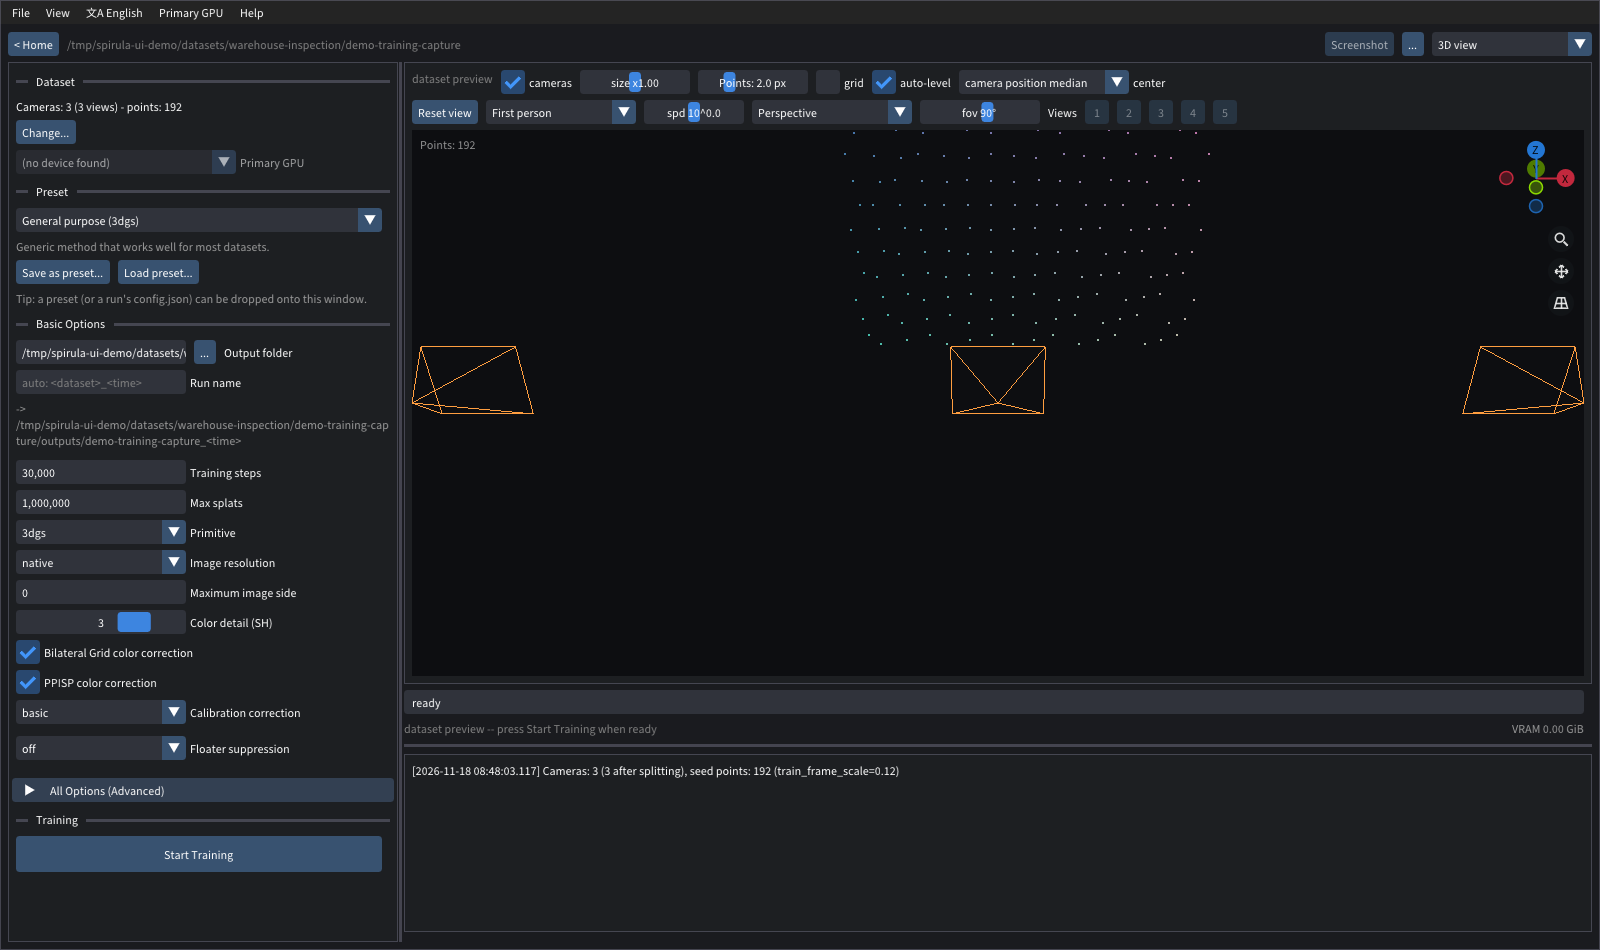 File View 文A English Primary GPU Help
< Home /tmp/spirula-ui-demo/datasets/warehouse-inspection/demo-training-capture Screenshot ... 3D view
Dataset
Cameras: 3 (3 views) - points: 192
Change...
(no device found) Primary GPU
Preset
General purpose (3dgs)
Generic method that works well for most datasets.
Save as preset... Load preset...
Tip: a preset (or a run's config.json) can be dropped onto this window.
Basic Options
/tmp/spirula-ui-demo/datasets/ ... Output folder
auto: <dataset>_<time> Run name
->
/tmp/spirula-ui-demo/datasets/warehouse-inspection/demo-training-cap
ture/outputs/demo-training-capture_<time>
30,000 Training steps
1,000,000 Max splats
3dgs Primitive
native Image resolution
0 Maximum image side
3 Color detail (SH)
Bilateral Grid color correction
PPISP color correction
basic Calibration correction
off Floater suppression
All Options (Advanced)
Training
Start Training
dataset preview cameras size x1.00 Points: 2.0 px grid auto-level camera position median center
Reset view First person spd 10^0.0 Perspective fov 90° Views 1 2 3 4 5
Points: 192
Z
Y
X
ready
dataset preview -- press Start Training when ready VRAM 0.00 GiB
[2026-11-18 08:48:03.117] Cameras: 3 (3 after splitting), seed points: 192 (train_frame_scale=0.12)